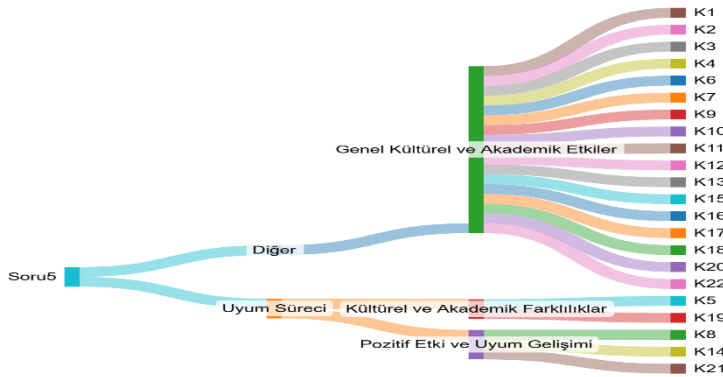 K1
K2
K3
K4
K6
K7
K9
K10
Genel Kültürel ve Akademik Etkiler
K11
K12
K13
K15
K16
K17
K18
Diğer
K20
Soru5
K22
K5
Uyum Süreci
Kültürel ve Akademik Farklılıklar
K19
K8
Pozitif Etki ve Uyum Gelişimi
K14
K21